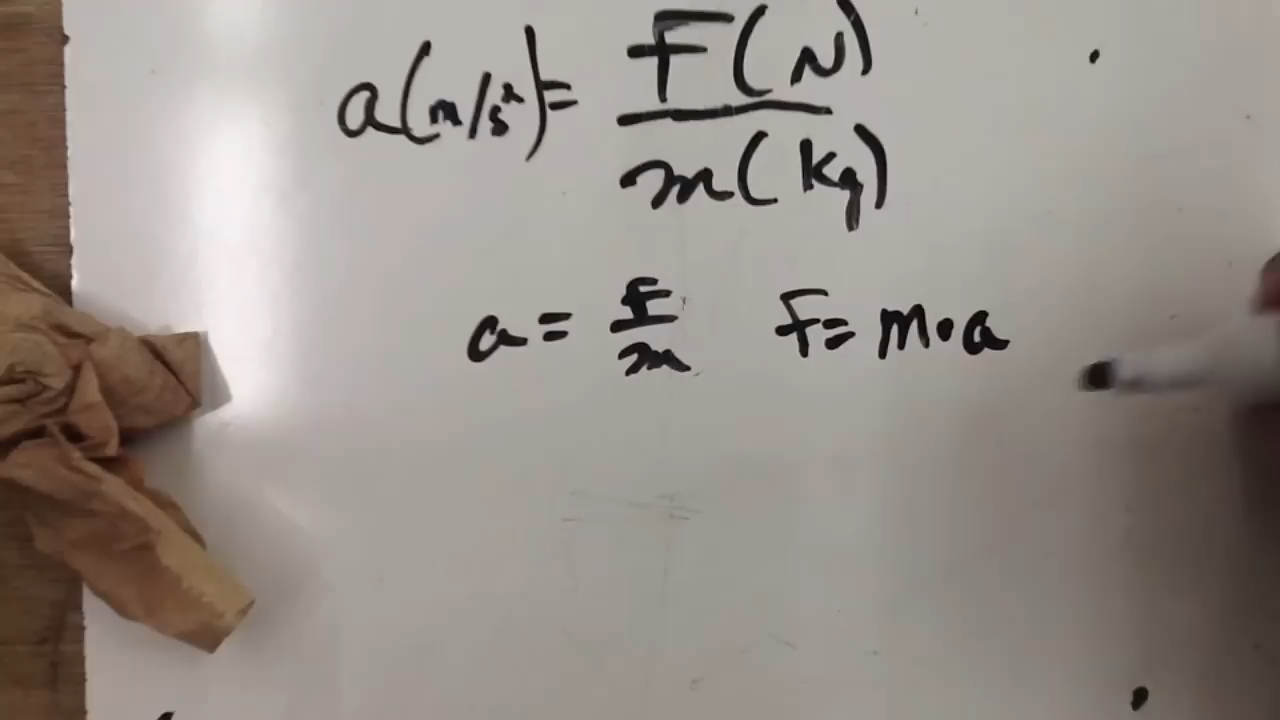 a(m/s²) = F(N) / m(kg)
a = F/m F = m·a